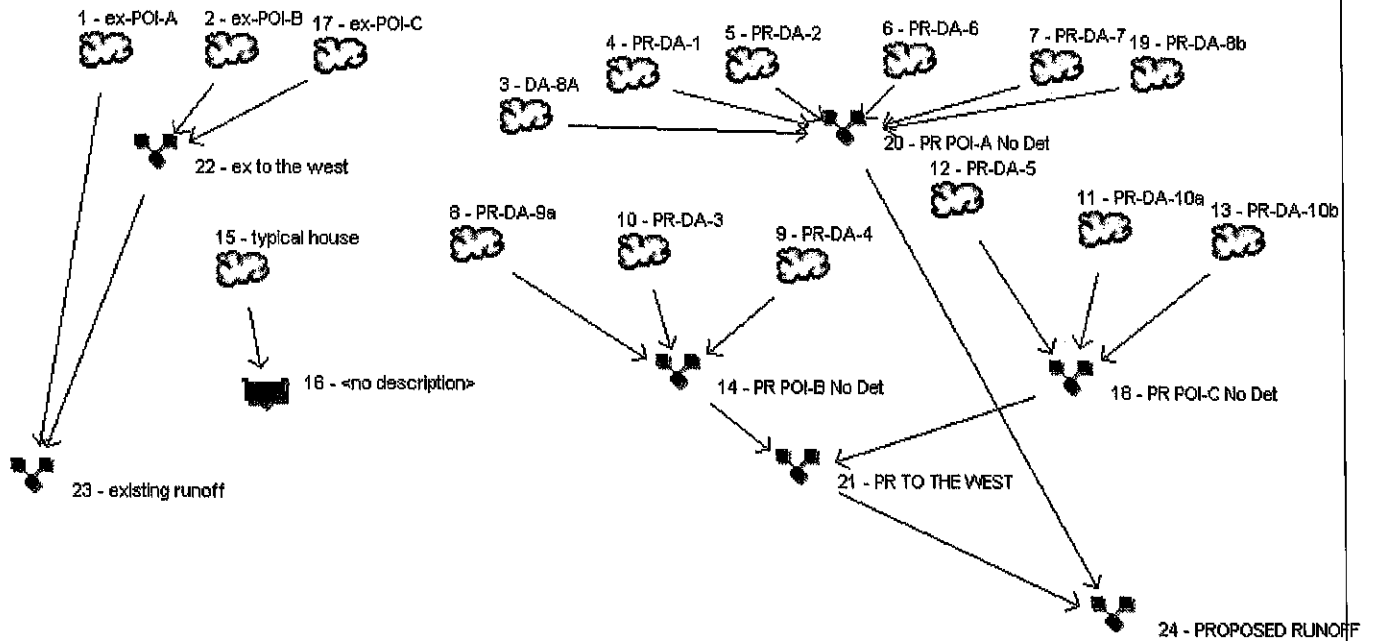 1 - ex-POI-A
2 - ex-POI-B
17 - ex-POI-C
4 - PR-DA-1
5 - PR-DA-2
6 - PR-DA-6
7 - PR-DA-7
19 - PR-DA-8b
3 - DA-8A
20 - PR POI-A No Det
22 - ex to the west
12 - PR-DA-5
8 - PR-DA-9a
10 - PR-DA-3
9 - PR-DA-4
11 - PR-DA-10a
13 - PR-DA-10b
15 - typical house
16 - <no description>
14 - PR POI-B No Det
18 - PR POI-C No Det
23 - existing runoff
21 - PR TO THE WEST
24 - PROPOSED RUNOFF